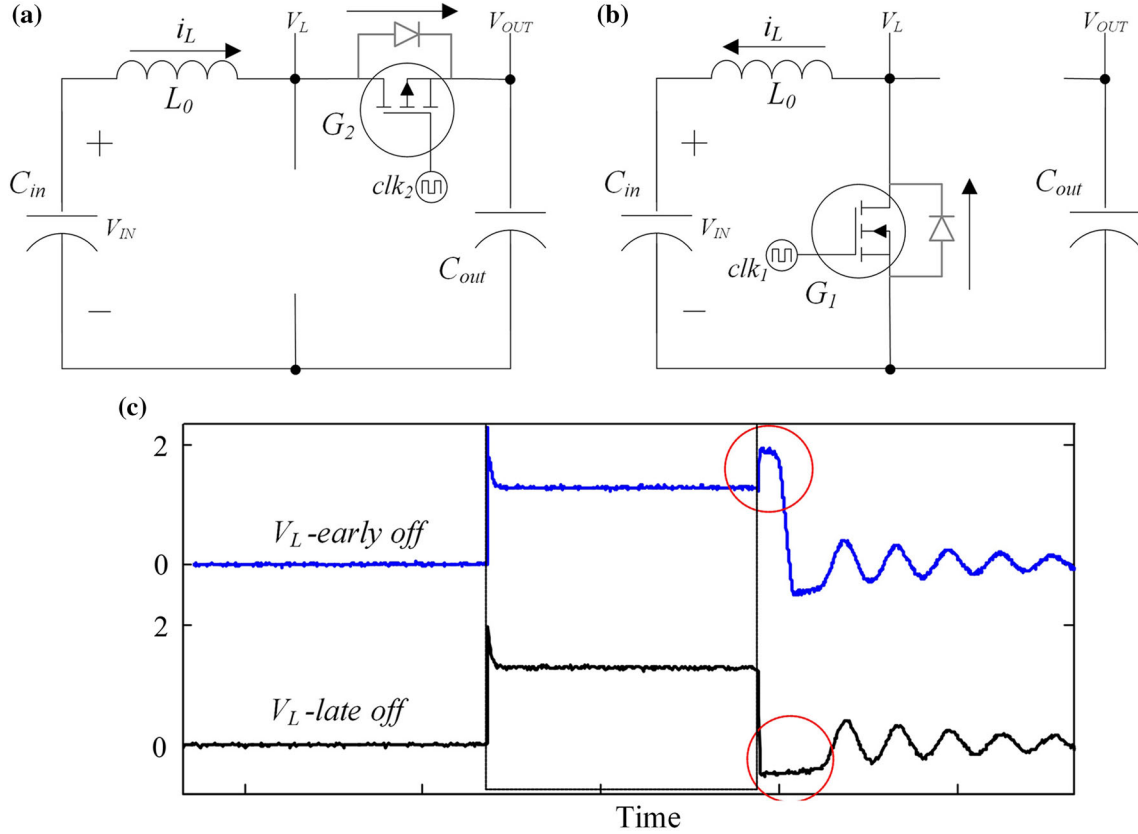 (a)
i_L
V_L
V_OUT
L_0
G_2
+
C_in
V_IN
clk_2
C_out
−
(b)
i_L
V_L
V_OUT
L_0
+
C_in
V_IN
C_out
clk_1
G_1
−
(c)
2
V_L-early off
0
2
V_L-late off
0
Time